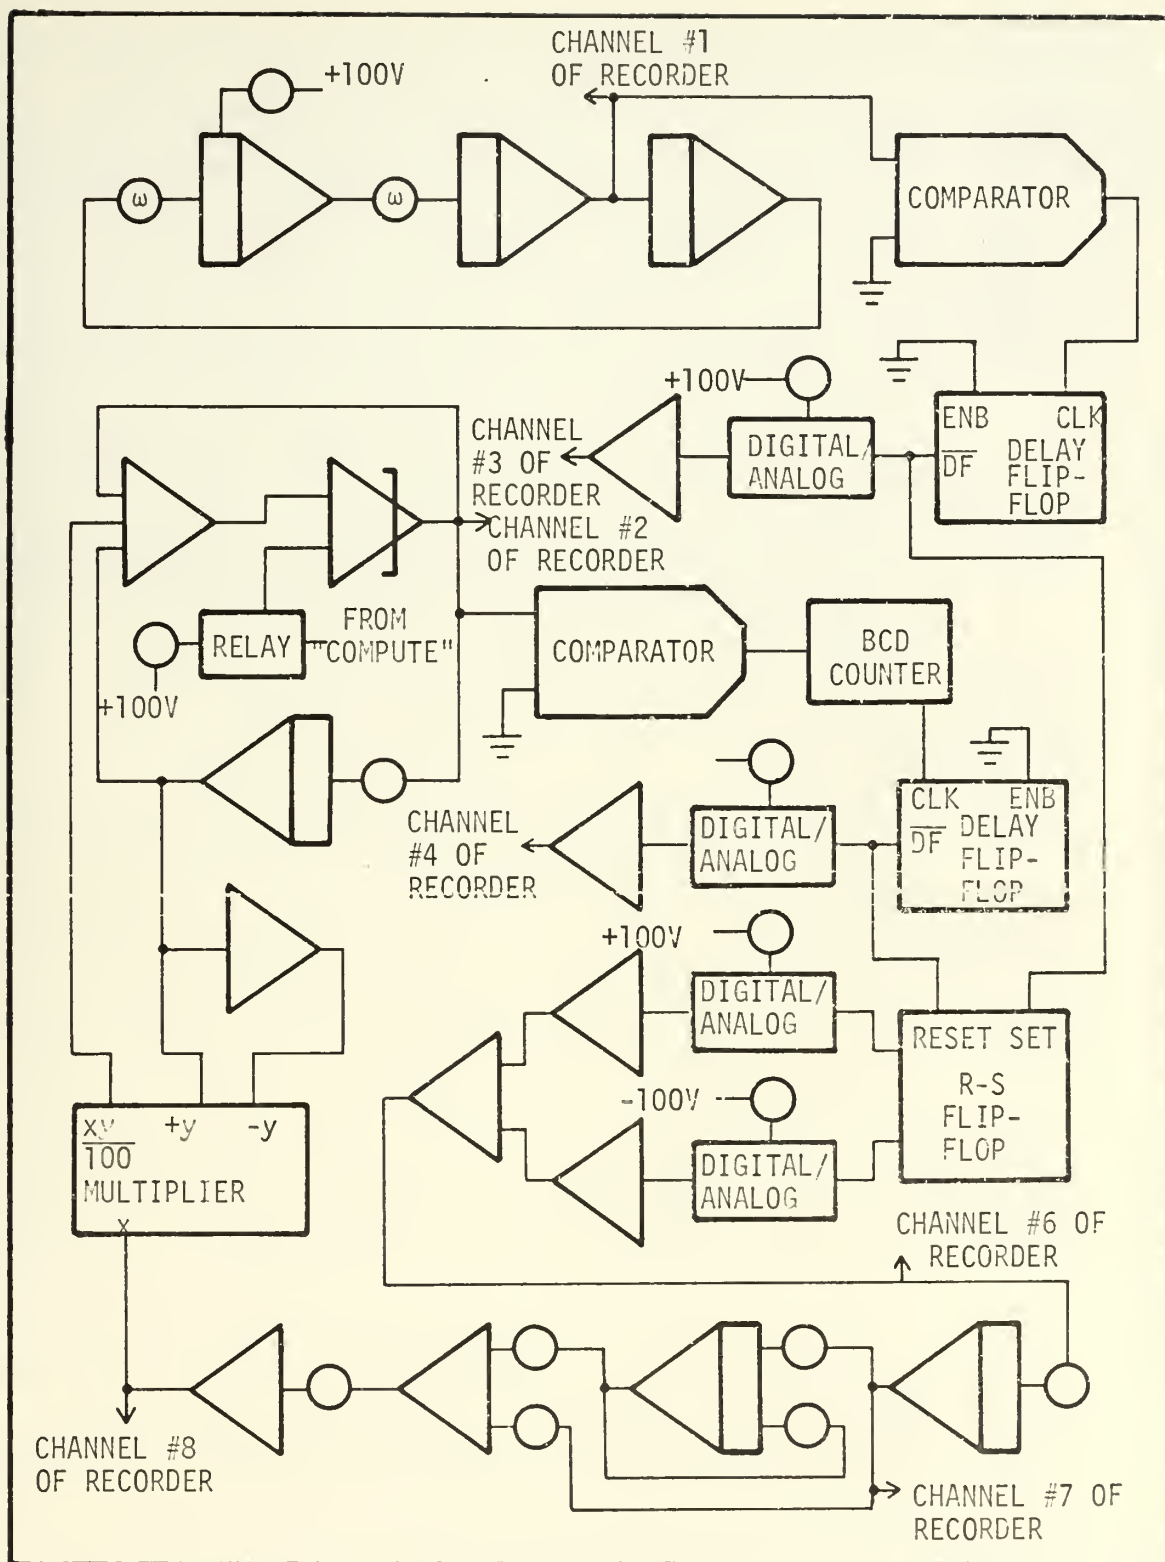 CHANNEL #1
OF RECORDER
+100V
ω
ω
COMPARATOR
+100V
ENB CLK
DF DELAY
FLIP-
FLOP
DIGITAL/
ANALOG
CHANNEL
#3 OF
RECORDER
CHANNEL #2
OF RECORDER
RELAY
FROM
"COMPUTE"
+100V
COMPARATOR
BCD
COUNTER
CLK ENB
DF DELAY
FLIP-
FLOP
DIGITAL/
ANALOG
CHANNEL
#4 OF
RECORDER
+100V
DIGITAL/
ANALOG
RESET SET
R-S
FLIP-
FLOP
-100V
DIGITAL/
ANALOG
xy +y -y
100
MULTIPLIER
x
CHANNEL #6 OF
RECORDER
CHANNEL #8
OF RECORDER
CHANNEL #7 OF
RECORDER